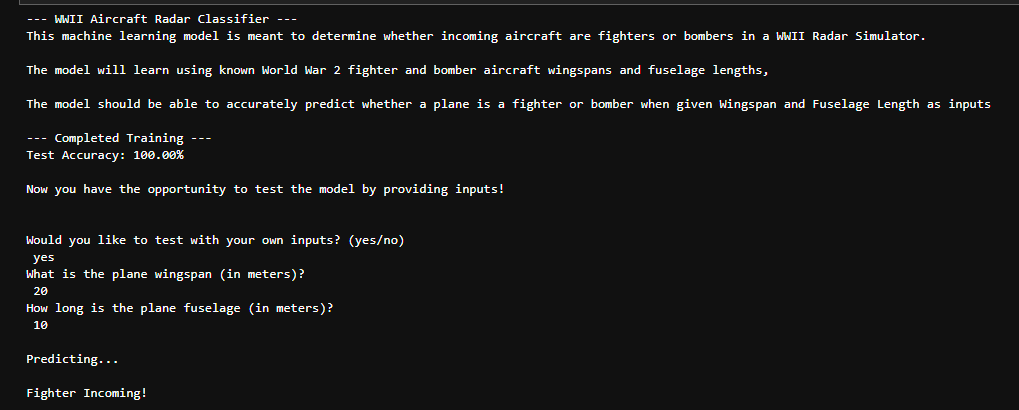 --- WWII Aircraft Radar Classifier ---
This machine learning model is meant to determine whether incoming aircraft are fighters or bombers in a WWII Radar Simulator.
The model will learn using known World War 2 fighter and bomber aircraft wingspans and fuselage lengths,
The model should be able to accurately predict whether a plane is a fighter or bomber when given Wingspan and Fuselage Length as inputs
--- Completed Training ---
Test Accuracy: 100.00%
Now you have the opportunity to test the model by providing inputs!
Would you like to test with your own inputs? (yes/no)
yes
What is the plane wingspan (in meters)?
20
How long is the plane fuselage (in meters)?
10
Predicting...
Fighter Incoming!